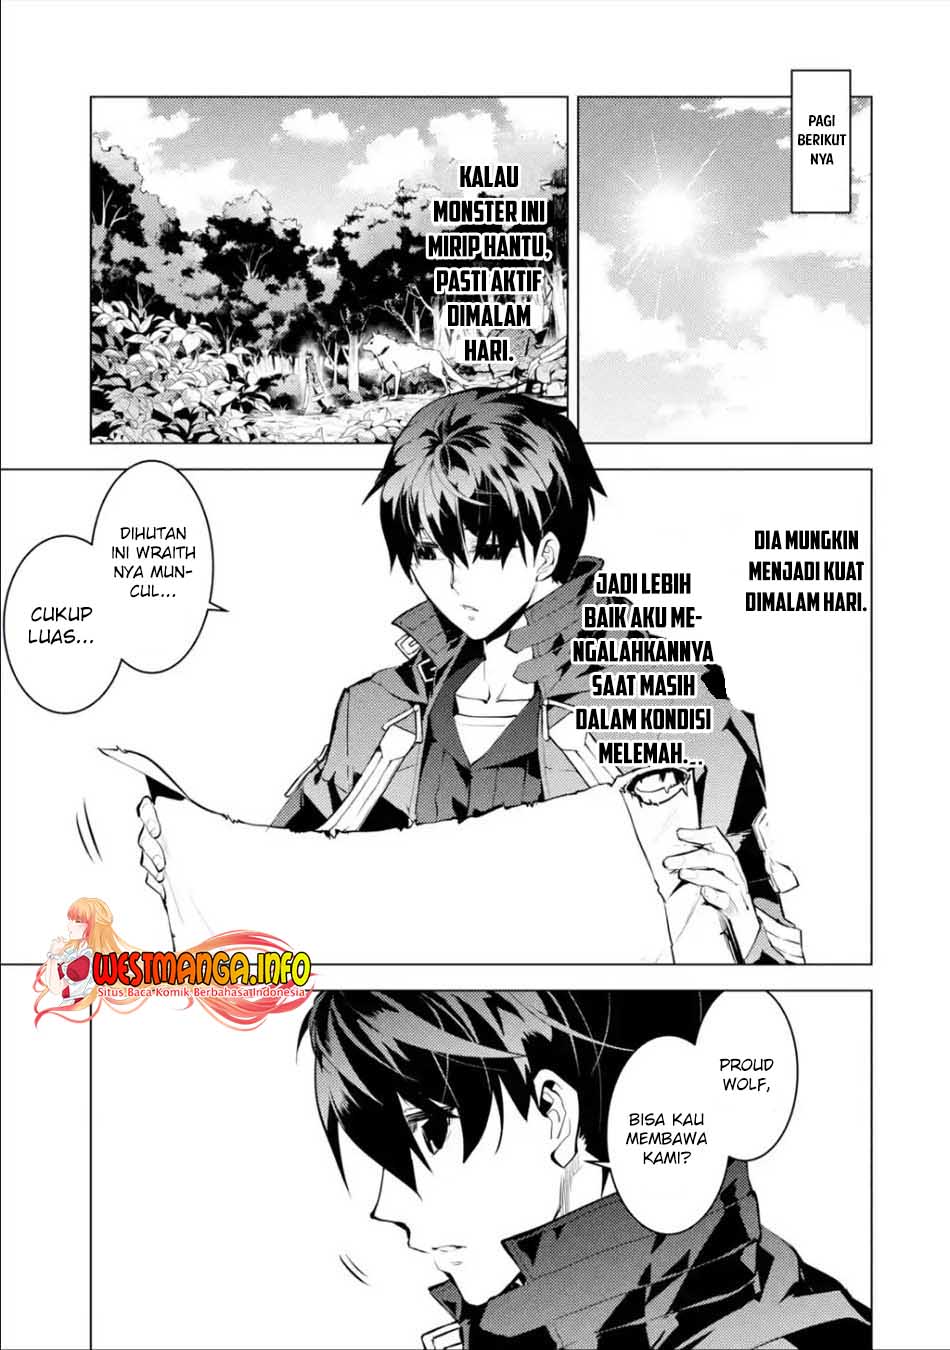 PAGI
BERIKUT
NYA
KALAU
MONSTER INI
MIRIP HANTU,
PASTI AKTIF
DIMALAM
HARI.
DIA MUNGKIN
MENJADI KUAT
DIMALAM HARI.
JADI LEBIH
BAIK AKU ME-
NGALAHKANNYA
SAAT MASIH
DALAM KONDISI
MELEMAH...
DIHUTAN
INI WRAITH
NYA MUN-
CUL...
CUKUP
LUAS...
WESTMANGA.INFO
Situs Baca Komik Berbahasa Indonesia
PROUD
WOLF,
BISA KAU
MEMBAWA
KAMI?